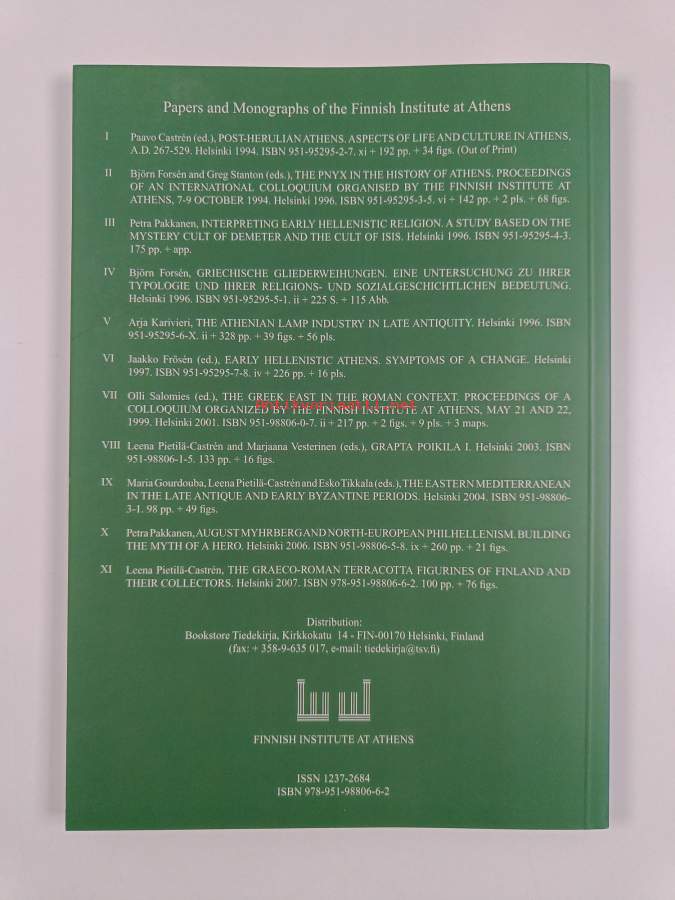 Papers and Monographs of the Finnish Institute at Athens
I Paavo Castrén (ed.), POST-HERULIAN ATHENS. ASPECTS OF LIFE AND CULTURE IN ATHENS,
A.D. 267-529. Helsinki 1994. ISBN 951-95295-2-7. xi + 192 pp. + 34 figs. (Out of Print)
II Björn Forsén and Greg Stanton (eds.), THE PNYX IN THE HISTORY OF ATHENS. PROCEEDINGS
OF AN INTERNATIONAL COLLOQUIUM ORGANISED BY THE FINNISH INSTITUTE AT
ATHENS, 7-9 OCTOBER 1994. Helsinki 1996. ISBN 951-95295-3-5. vi + 142 pp. + 2 pls. + 68 figs.
III Petra Pakkanen, INTERPRETING EARLY HELLENISTIC RELIGION. A STUDY BASED ON THE
MYSTERY CULT OF DEMETER AND THE CULT OF ISIS. Helsinki 1996. ISBN 951-95295-4-3.
175 pp. + app.
IV Björn Forsén, GRIECHISCHE GLIEDERWEIHUNGEN. EINE UNTERSUCHUNG ZU IHRER
TYPOLOGIE UND IHRER RELIGIONS- UND SOZIALGESCHICHTLICHEN BEDEUTUNG.
Helsinki 1996. ISBN 951-95295-5-1. ii + 225 S. + 115 Abb.
V Arja Karivieri, THE ATHENIAN LAMP INDUSTRY IN LATE ANTIQUITY. Helsinki 1996. ISBN
951-95295-6-X. ii + 328 pp. + 39 figs. + 56 pls.
VI Jaakko Frösén (ed.), EARLY HELLENISTIC ATHENS. SYMPTOMS OF A CHANGE. Helsinki
1997. ISBN 951-95295-7-8. iv + 226 pp. + 16 pls.
VII Olli Salomies (ed.), THE GREEK EAST IN THE ROMAN CONTEXT. PROCEEDINGS OF A
COLLOQUIUM ORGANIZED BY THE FINNISH INSTITUTE AT ATHENS, MAY 21 AND 22,
1999. Helsinki 2001. ISBN 951-98806-0-7. ii + 217 pp. + 2 figs. + 9 pls. + 3 maps.
VIII Leena Pietilä-Castrén and Marjaana Vesterinen (eds.), GRAPTA POIKILA I. Helsinki 2003. ISBN
951-98806-1-5. 133 pp. + 16 figs.
IX Maria Gourdouba, Leena Pietilä-Castrén and Esko Tikkala (eds.), THE EASTERN MEDITERRANEAN
IN THE LATE ANTIQUE AND EARLY BYZANTINE PERIODS. Helsinki 2004. ISBN 951-98806-
3-1. 98 pp. + 49 figs.
X Petra Pakkanen, AUGUST MYHRBERG AND NORTH-EUROPEAN PHILHELLENISM. BUILDING
THE MYTH OF A HERO. Helsinki 2006. ISBN 951-98806-5-8. ix + 260 pp. + 21 figs.
XI Leena Pietilä-Castrén, THE GRAECO-ROMAN TERRACOTTA FIGURINES OF FINLAND AND
THEIR COLLECTORS. Helsinki 2007. ISBN 978-951-98806-6-2. 100 pp. + 76 figs.
Distribution:
Bookstore Tiedekirja, Kirkkokatu 14 - FIN-00170 Helsinki, Finland
(fax: + 358-9-635 017, e-mail: tiedekirja@tsv.fi)
FINNISH INSTITUTE AT ATHENS
ISSN 1237-2684
ISBN 978-951-98806-6-2